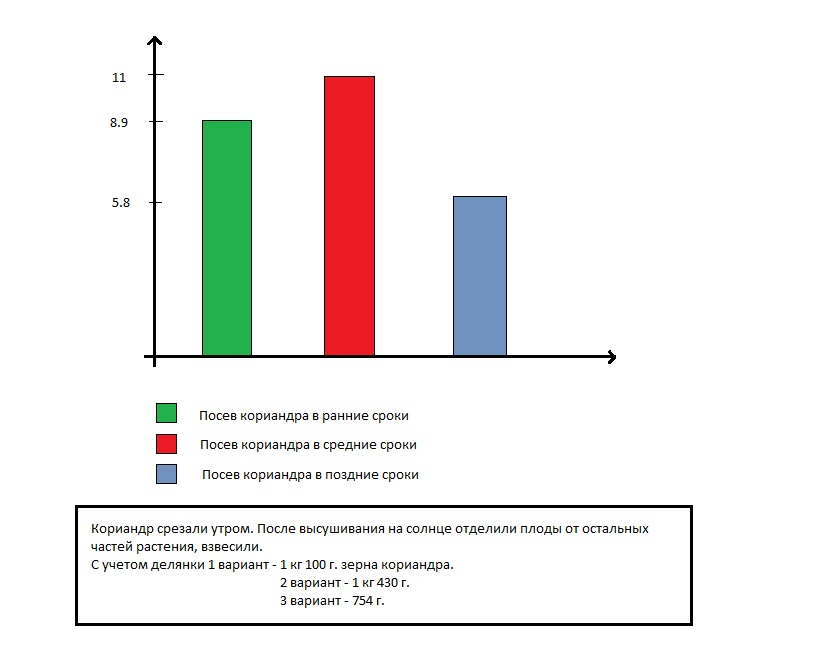 11
8.9
5.8
Посев кориандра в ранние сроки
Посев кориандра в средние сроки
Посев кориандра в поздние сроки
Кориандр срезали утром. После высушивания на солнце отделили плоды от остальных
частей растения, взвесили.
С учетом делянки 1 вариант - 1 кг 100 г. зерна кориандра.
2 вариант - 1 кг 430 г.
3 вариант - 754 г.